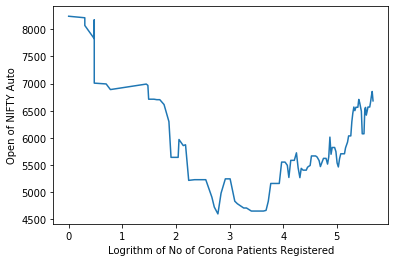 8000
7500
7000
6500
6000
5500
5000
4500
Open of NIFTY Auto
0 1 2 3 4 5
Logrithm of No of Corona Patients Registered